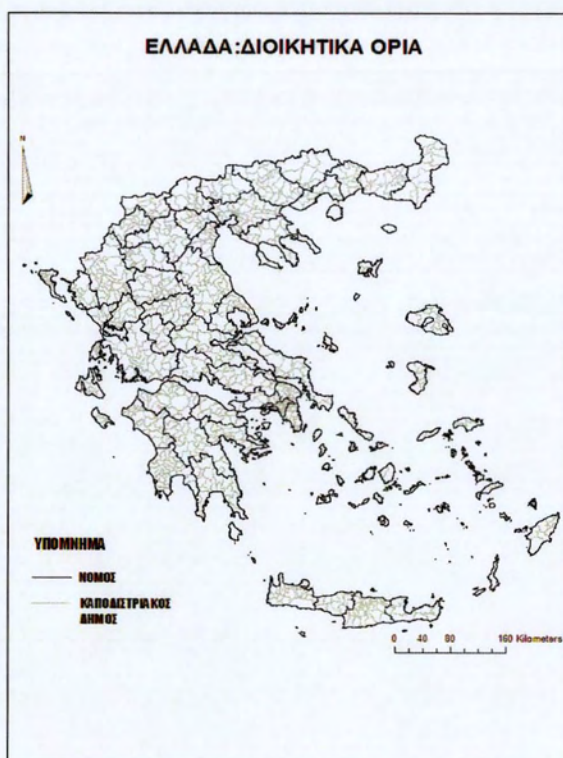 ΕΛΛΑΔΑ:ΔΙΟΙΚΗΤΙΚΑ ΟΡΙΑ
N
ΥΠΟΜΝΗΜΑ
ΝΟΜΟΣ
ΚΑΠΟΔΙΣΤΡΙΑΚΟΣ
ΔΗΜΟΣ
0 40 80 160 Kilometers